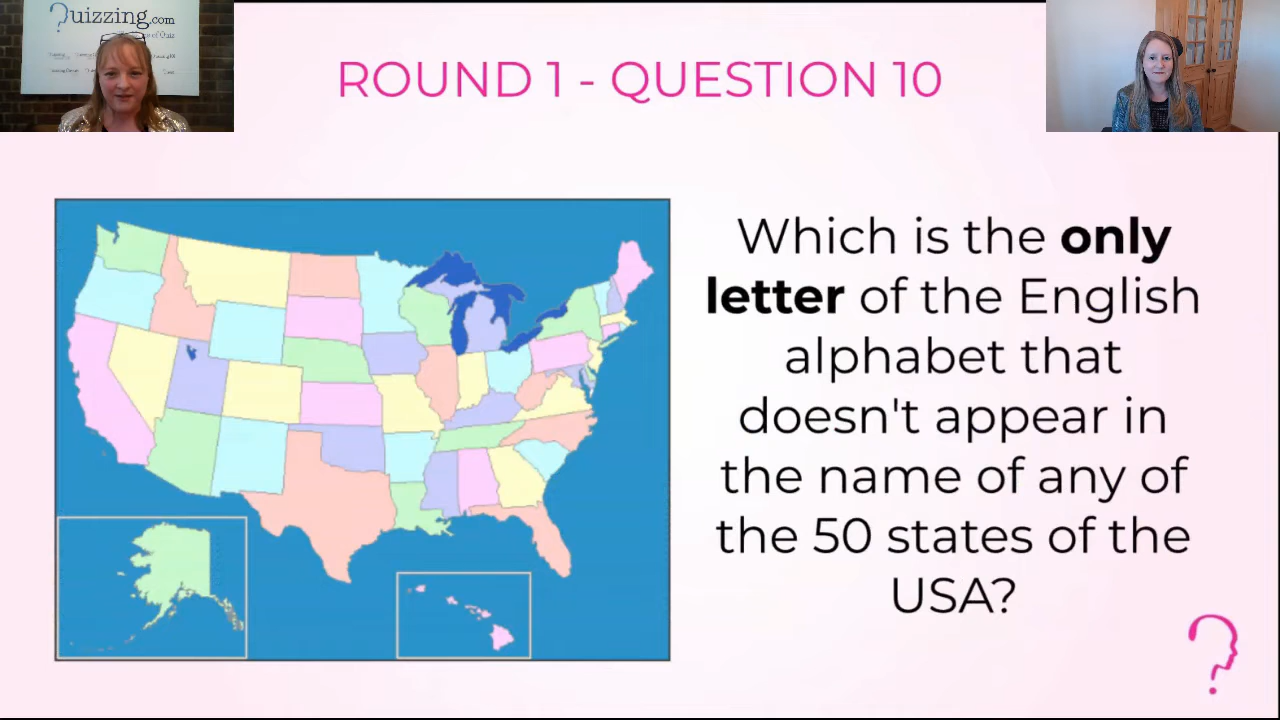 Quizzing.com
ROUND 1 - QUESTION 10
Which is the only
letter of the English
alphabet that
doesn't appear in
the name of any of
the 50 states of the
USA?